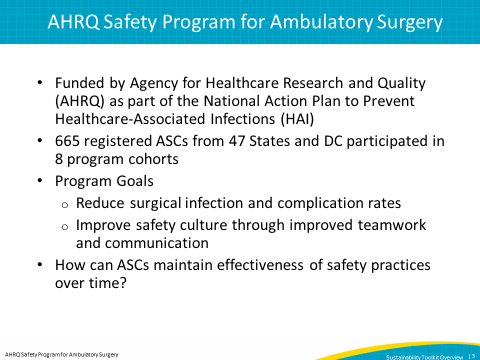 AHRQ Safety Program for Ambulatory Surgery
• Funded by Agency for Healthcare Research and Quality
(AHRQ) as part of the National Action Plan to Prevent
Healthcare-Associated Infections (HAI)
• 665 registered ASCs from 47 States and DC participated in
8 program cohorts
• Program Goals
o Reduce surgical infection and complication rates
o Improve safety culture through improved teamwork
and communication
• How can ASCs maintain effectiveness of safety practices
over time?
AHRQ Safety Program for Ambulatory Surgery
Sustainability Toolkit Overview | 3